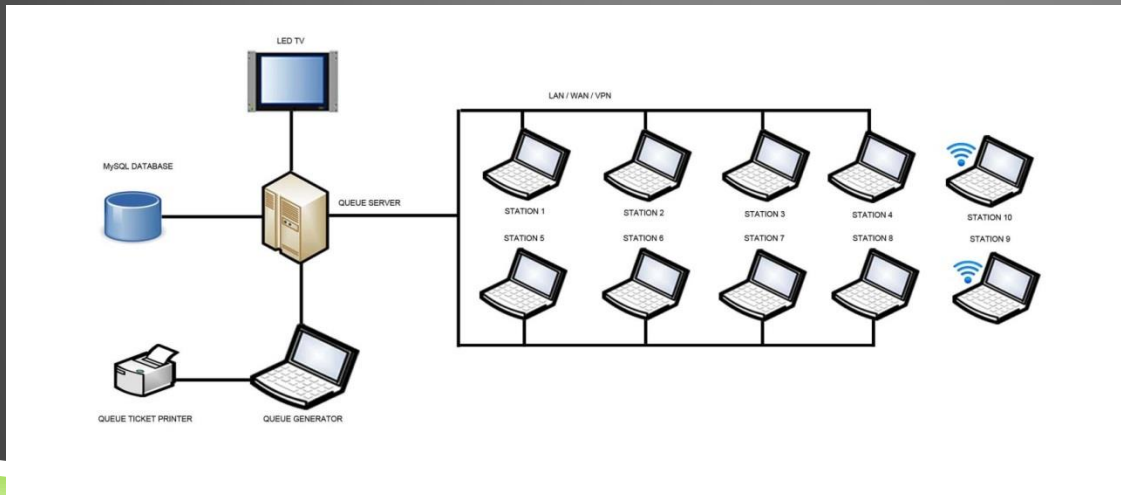 LED TV
LAN / WAN / VPN
MySQL DATABASE
QUEUE SERVER
STATION 1
STATION 2
STATION 3
STATION 4
STATION 10
STATION 5
STATION 6
STATION 7
STATION 8
STATION 9
QUEUE TICKET PRINTER
QUEUE GENERATOR